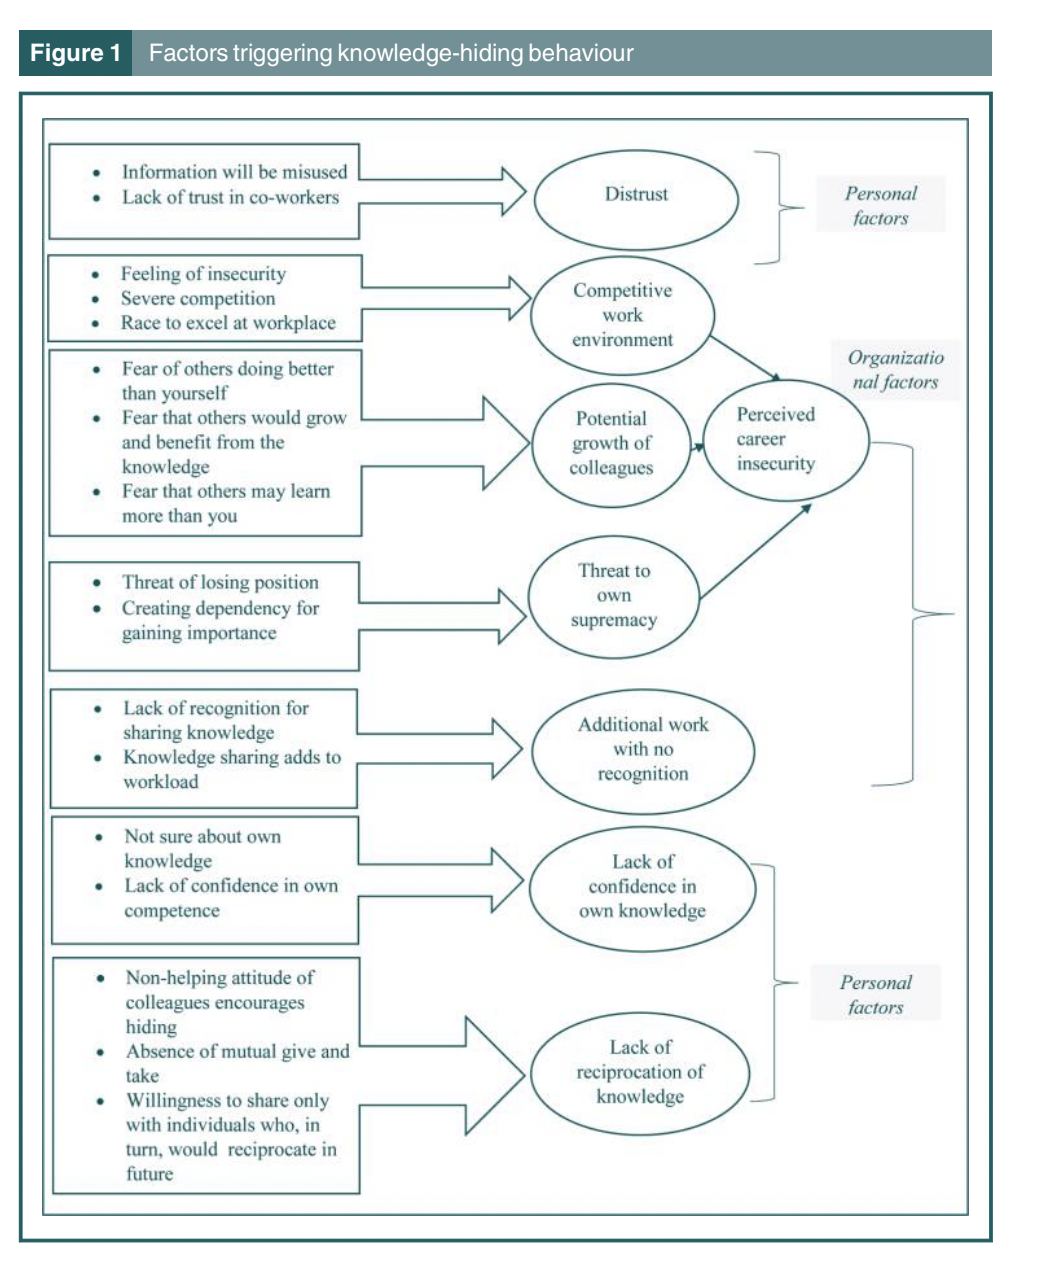 Figure 1 Factors triggering knowledge-hiding behaviour
• Information will be misused
• Lack of trust in co-workers
Distrust
Personal
factors
• Feeling of insecurity
• Severe competition
• Race to excel at workplace
Competitive
work
environment
Organizatio
nal factors
• Fear of others doing better
than yourself
• Fear that others would grow
and benefit from the
knowledge
• Fear that others may learn
more than you
Potential
growth of
colleagues
Perceived
career
insecurity
• Threat of losing position
• Creating dependency for
gaining importance
Threat to
own
supremacy
• Lack of recognition for
sharing knowledge
• Knowledge sharing adds to
workload
Additional work
with no
recognition
• Not sure about own
knowledge
• Lack of confidence in own
competence
Lack of
confidence in
own knowledge
• Non-helping attitude of
colleagues encourages
hiding
• Absence of mutual give and
take
• Willingness to share only
with individuals who, in
turn, would reciprocate in
future
Lack of
reciprocation of
knowledge
Personal
factors